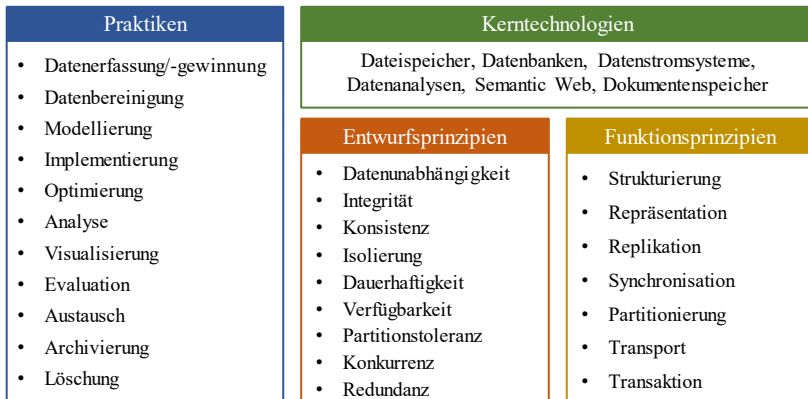 Praktiken
• Datenerfassung/-gewinnung
• Datenbereinigung
• Modellierung
• Implementierung
• Optimierung
• Analyse
• Visualisierung
• Evaluation
• Austausch
• Archivierung
• Löschung
Kerntechnologien
Dateispeicher, Datenbanken, Datenstromsysteme,
Datenanalysen, Semantic Web, Dokumentenspeicher
Entwurfsprinzipien
• Datenunabhängigkeit
• Integrität
• Konsistenz
• Isolierung
• Dauerhaftigkeit
• Verfügbarkeit
• Partitionstoleranz
• Konkurrenz
• Redundanz
Funktionsprinzipien
• Strukturierung
• Repräsentation
• Replikation
• Synchronisation
• Partitionierung
• Transport
• Transaktion